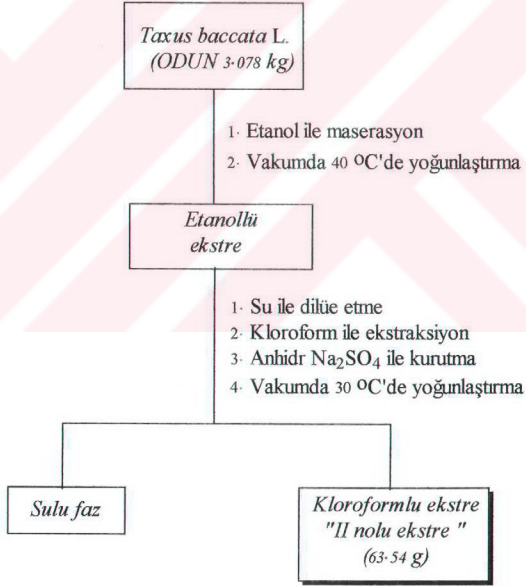 Taxus baccata L.
(ODUN 3·078 kg)
1· Etanol ile maserasyon
2· Vakumda 40 °C'de yoğunlaştırma
Etanollü
ekstre
1· Su ile dilüe etme
2· Kloroform ile ekstraksiyon
3· Anhidr Na₂SO₄ ile kurutma
4· Vakumda 30 °C'de yoğunlaştırma
Sulu faz
Kloroformlu ekstre
"II nolu ekstre "
(63·54 g)